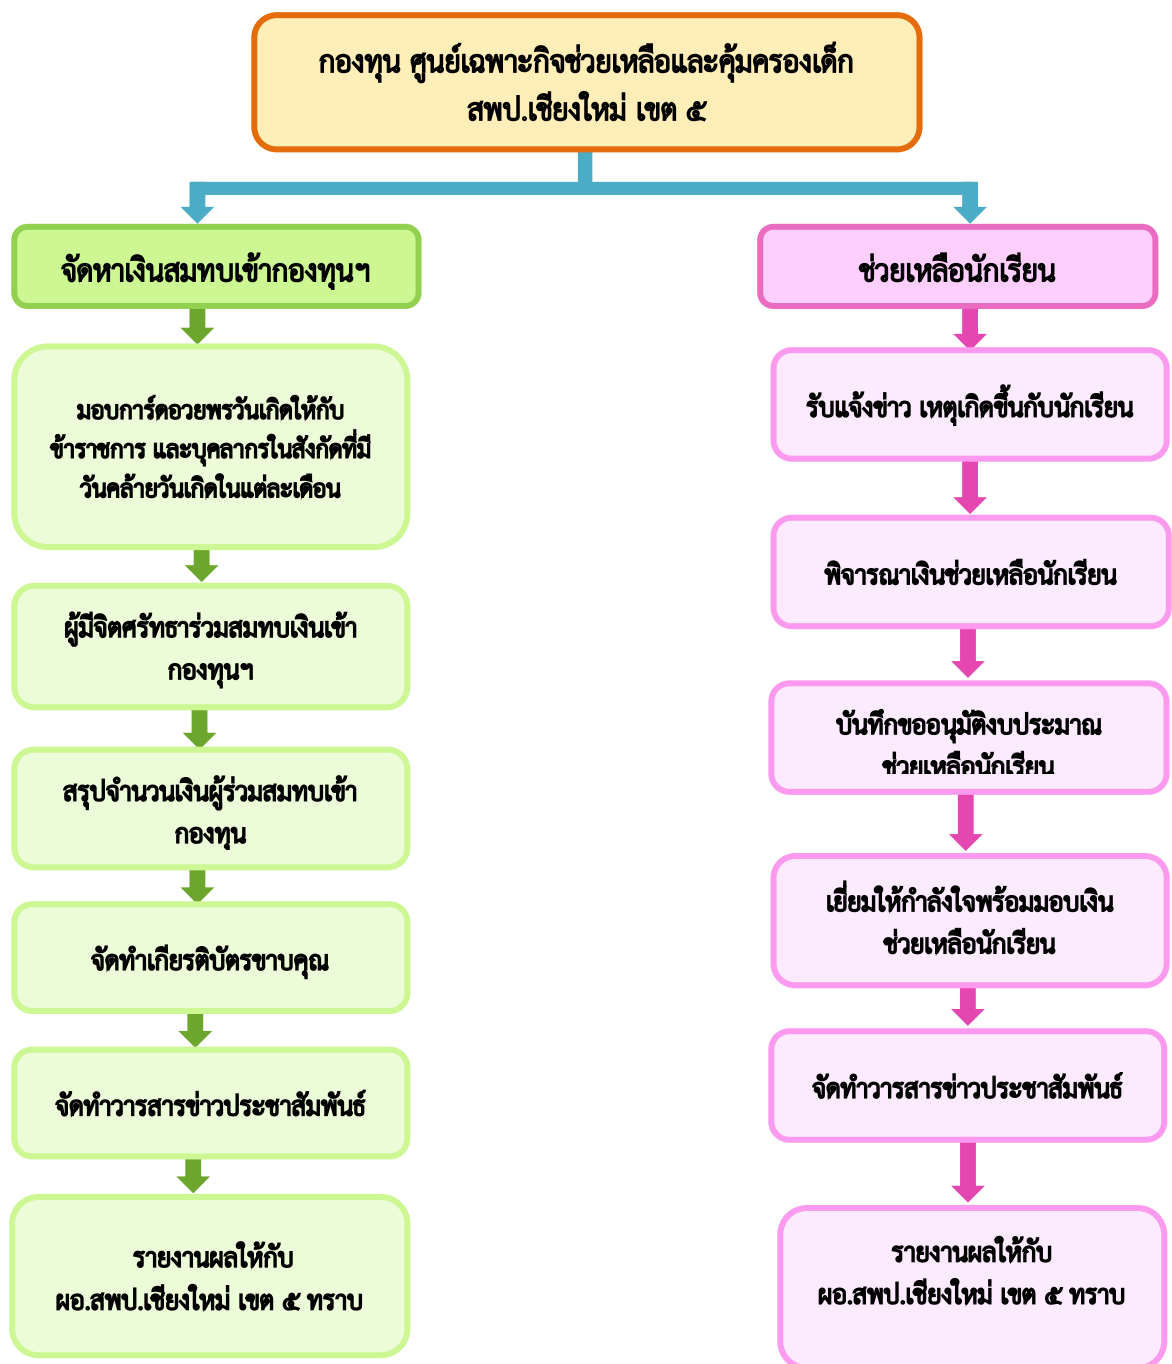 กองทุน ศูนย์เฉพาะกิจช่วยเหลือและคุ้มครองเด็ก
สพป.เชียงใหม่ เขต ๕
จัดหาเงินสมทบเข้ากองทุนฯ
มอบการ์ดอวยพรวันเกิดให้กับ
ข้าราชการ และบุคลากรในสังกัดที่มี
วันคล้ายวันเกิดในแต่ละเดือน
ผู้มีจิตศรัทธาร่วมสมทบเงินเข้า
กองทุนฯ
สรุปจำนวนเงินผู้ร่วมสมทบเข้า
กองทุน
จัดทำเกียรติบัตรขาบคุณ
จัดทำวารสารข่าวประชาสัมพันธ์
รายงานผลให้กับ
ผอ.สพป.เชียงใหม่ เขต ๕ ทราบ
ช่วยเหลือนักเรียน
รับแจ้งข่าว เหตุเกิดขึ้นกับนักเรียน
พิจารณาเงินช่วยเหลือนักเรียน
บันทึกขออนุมัติงบประมาณ
ช่วยเหลือนักเรียน
เยี่ยมให้กำลังใจพร้อมมอบเงิน
ช่วยเหลือนักเรียน
จัดทำวารสารข่าวประชาสัมพันธ์
รายงานผลให้กับ
ผอ.สพป.เชียงใหม่ เขต ๕ ทราบ